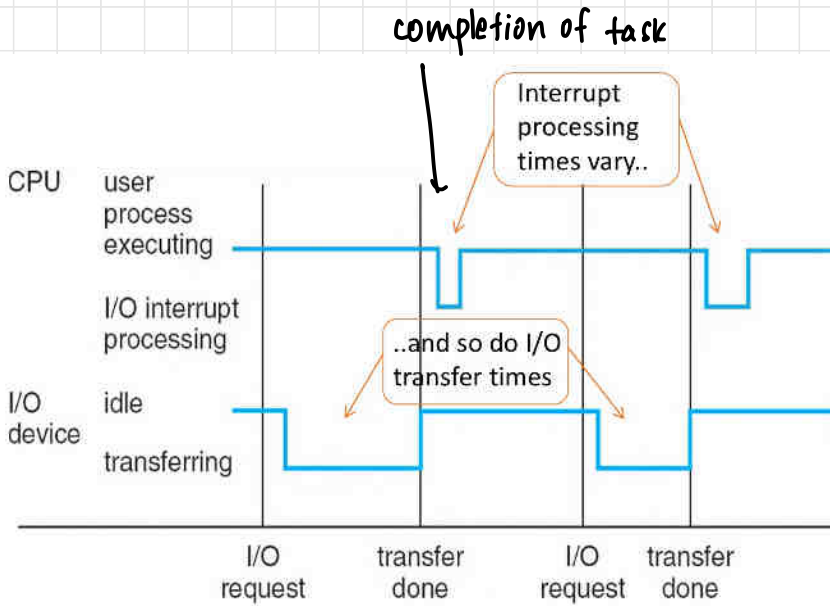 completion of task
Interrupt
processing
times vary..
CPU
user
process
executing
I/O interrupt
processing
..and so do I/O
transfer times
I/O
device
idle
transferring
I/O
request
transfer
done
I/O
request
transfer
done